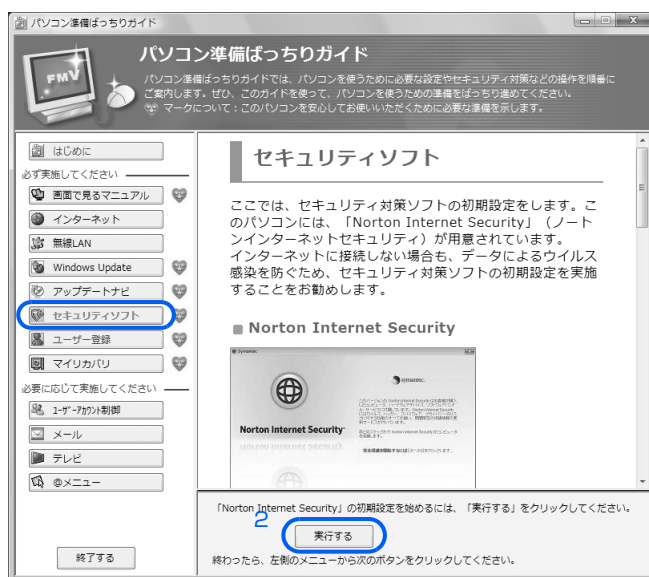 パソコン準備ばっちりガイド
FMV
パソコン準備ばっちりガイド
パソコン準備ばっちりガイドでは、パソコンを使うために必要な設定やセキュリティ対策などの操作を順番に
ご案内します。ぜひ、このガイドを使って、パソコンを使うための準備をばっちり進めてください。
マークについて：このパソコンを安心してお使いいただくために必要な準備を示します。
はじめに
必ず実施してください
画面で見るマニュアル
インターネット
無線LAN
Windows Update
アップデートナビ
セキュリティソフト
ユーザー登録
マイリカバリ
必要に応じて実施してください
ユーザーアカウント制御
メール
テレビ
@メニュー
終了する
セキュリティソフト
ここでは、セキュリティ対策ソフトの初期設定をします。こ
のパソコンには、「Norton Internet Security」（ノート
ンインターネットセキュリティ）が用意されています。
インターネットに接続しない場合も、データによるウイルス
感染を防ぐため、セキュリティ対策ソフトの初期設定を実施
することをお勧めします。
Norton Internet Security
Symantec
symantec.
Norton Internet Security
「Norton Internet Security」の初期設定を始めるには、「実行する」をクリックしてください。
2
実行する
終わったら、左側のメニューから次のボタンをクリックしてください。